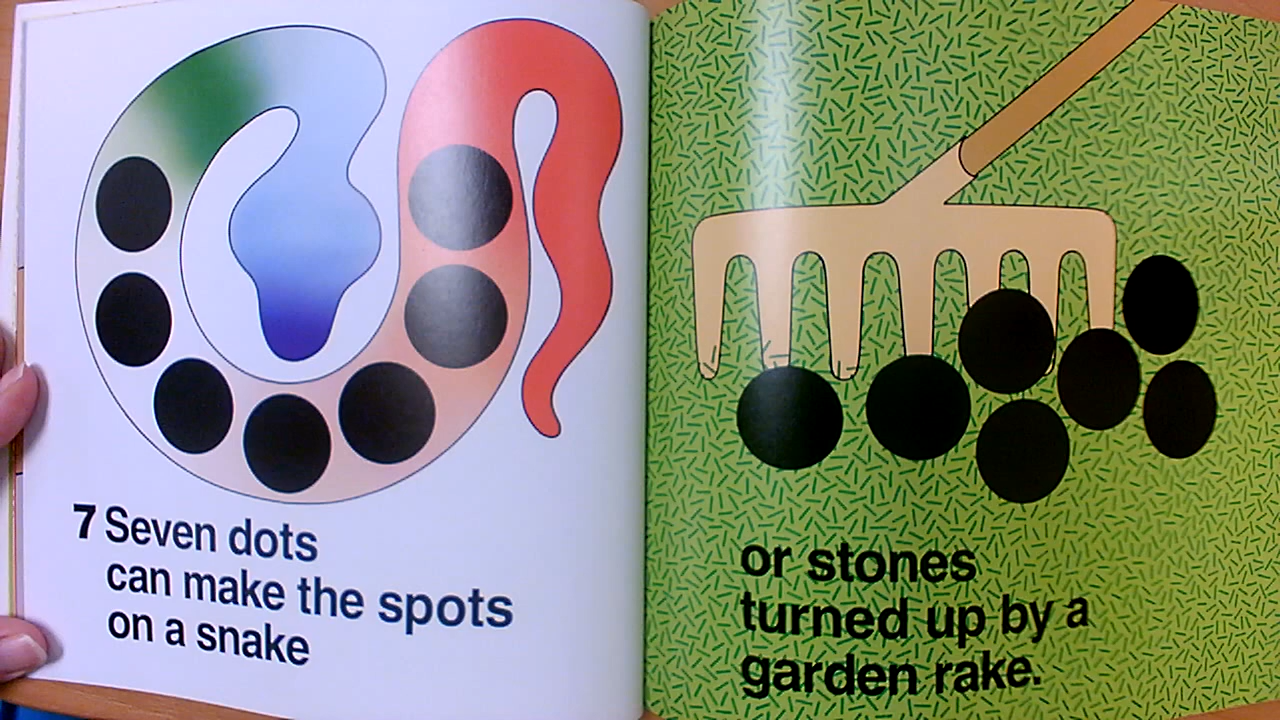 7 Seven dots
can make the spots
on a snake
or stones
turned up by a
garden rake.